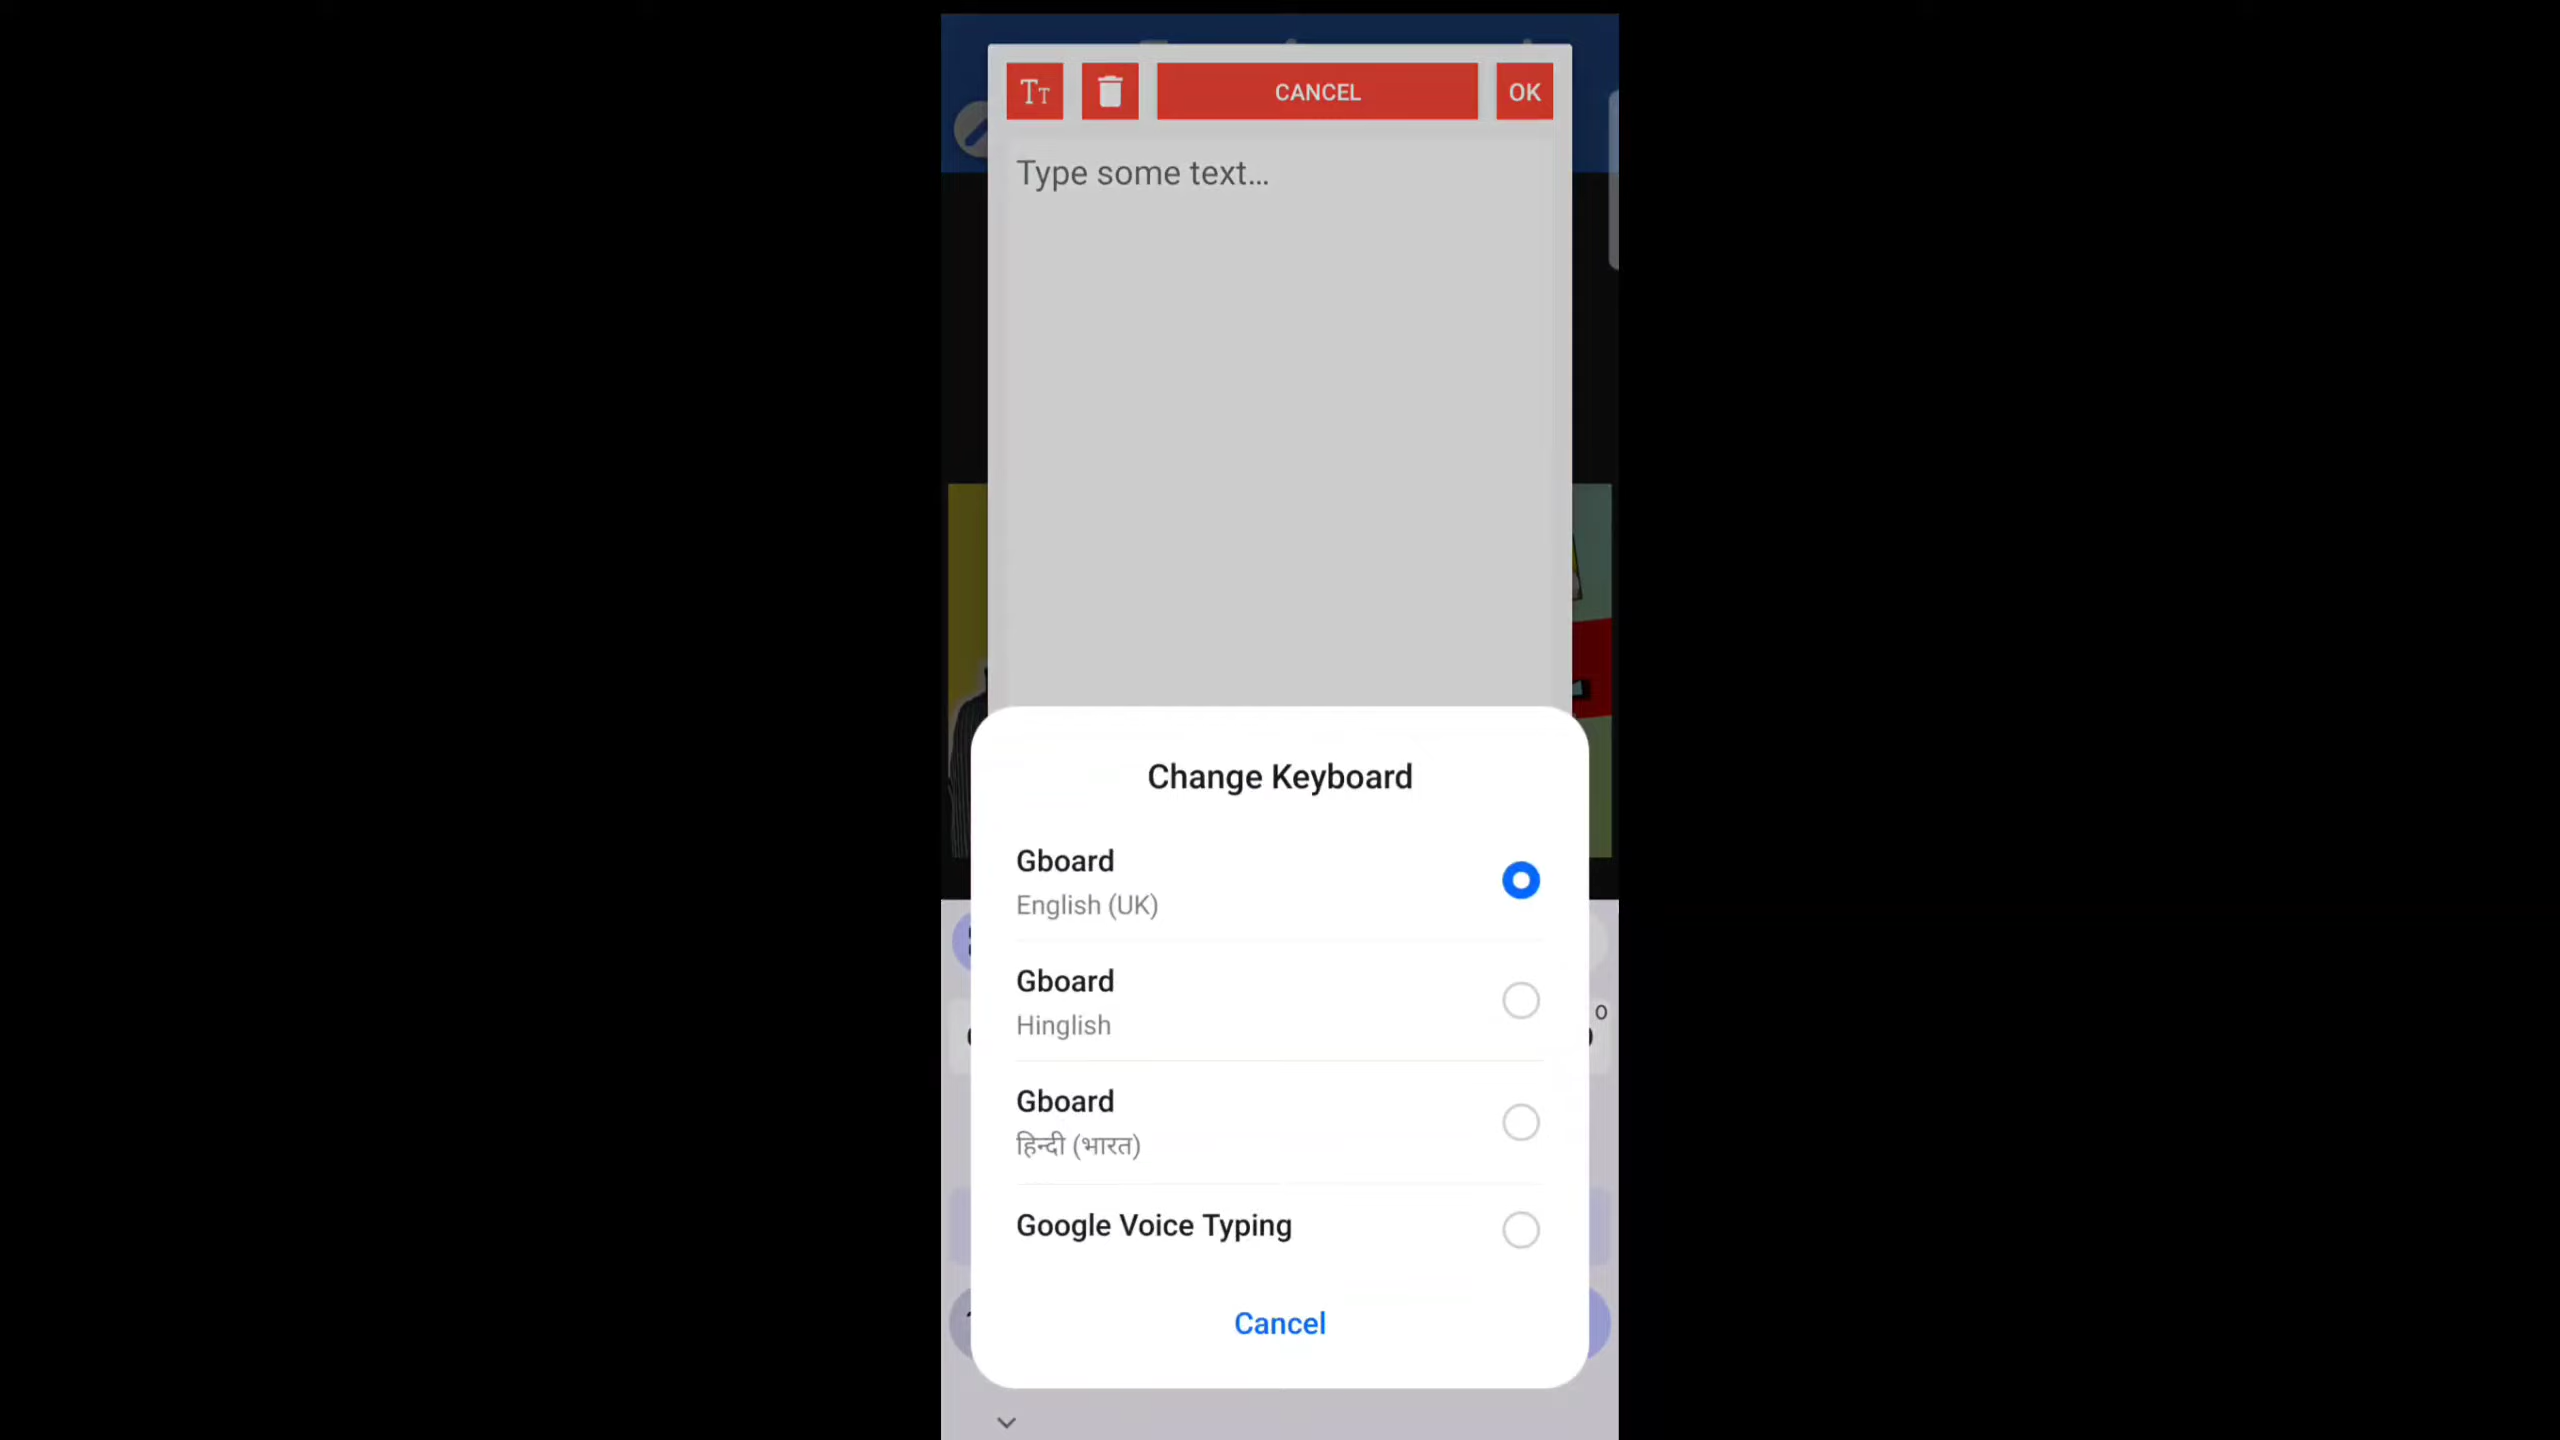 Tт
CANCEL
OK
Type some text...
Change Keyboard
Gboard
English (UK)
Gboard
Hinglish
Gboard
हिन्दी (भारत)
Google Voice Typing
Cancel
0